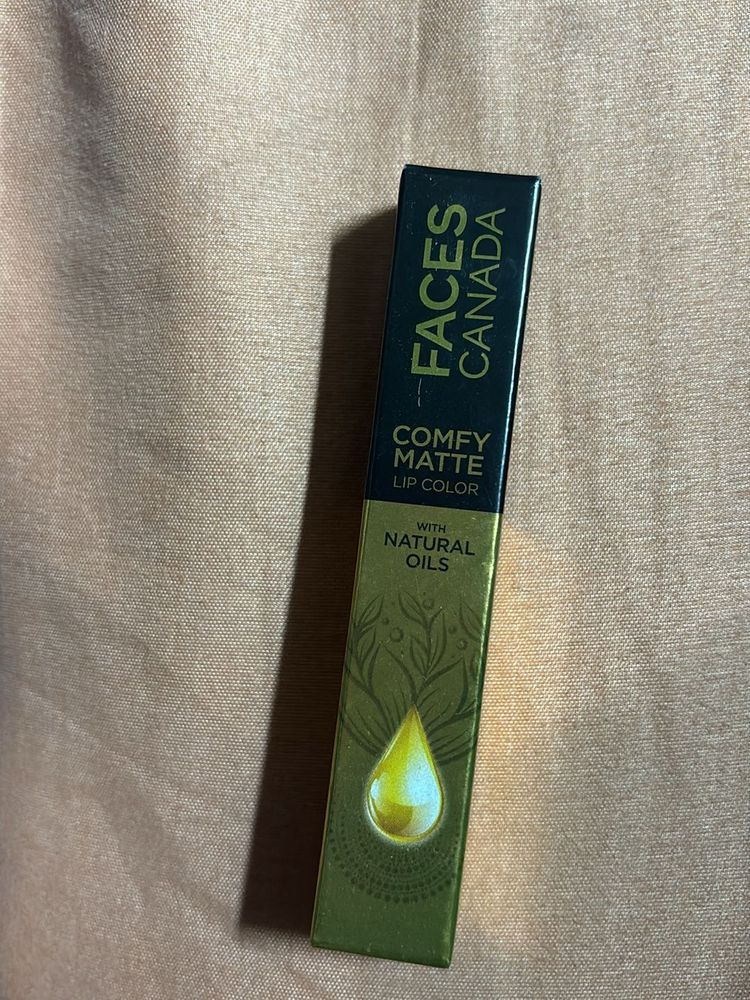 FACES
CANADA
COMFY
MATTE
LIP COLOR
WITH
NATURAL
OILS